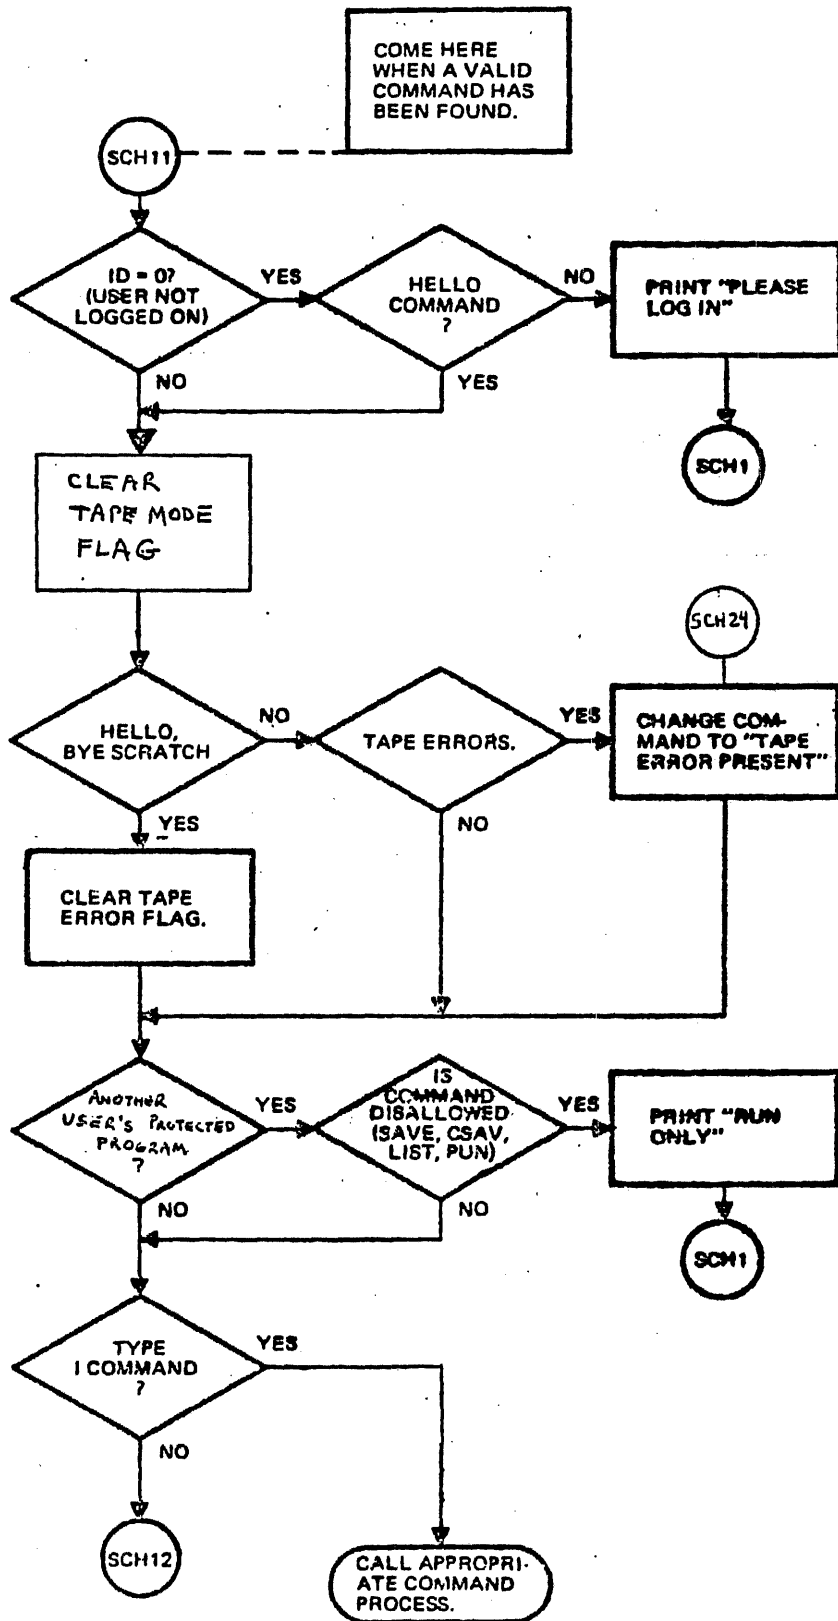 COME HERE
WHEN A VALID
COMMAND HAS
BEEN FOUND.
SCH11
ID = 0?
(USER NOT
LOGGED ON)
YES
HELLO
COMMAND
?
NO
PRINT "PLEASE
LOG IN"
NO
YES
SCH1
CLEAR
TAPE MODE
FLAG
SCH24
HELLO,
BYE SCRATCH
NO
TAPE ERRORS.
YES
CHANGE COM-
MAND TO "TAPE
ERROR PRESENT"
YES
NO
CLEAR TAPE
ERROR FLAG.
ANOTHER
USER'S PROTECTED
PROGRAM
?
YES
IS
COMMAND
DISALLOWED
(SAVE, CSAV,
LIST, PUN)
YES
PRINT "RUN
ONLY"
NO
NO
SCH1
TYPE
I COMMAND
?
YES
NO
SCH12
CALL APPROPRI-
ATE COMMAND
PROCESS.